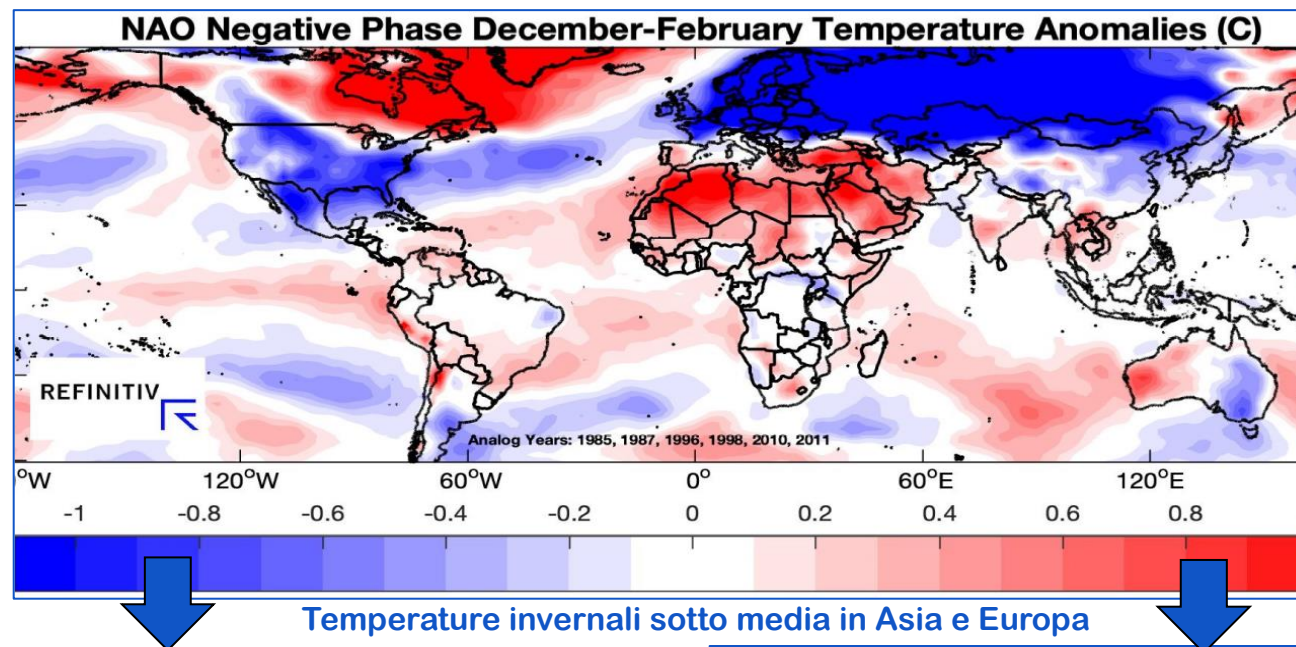 NAO Negative Phase December-February Temperature Anomalies (C)
REFINITIV
Analog Years: 1985, 1987, 1996, 1998, 2010, 2011
°W 120°W 60°W 0° 60°E 120°E
-1 -0.8 -0.6 -0.4 -0.2 0 0.2 0.4 0.6 0.8
Temperature invernali sotto media in Asia e Europa